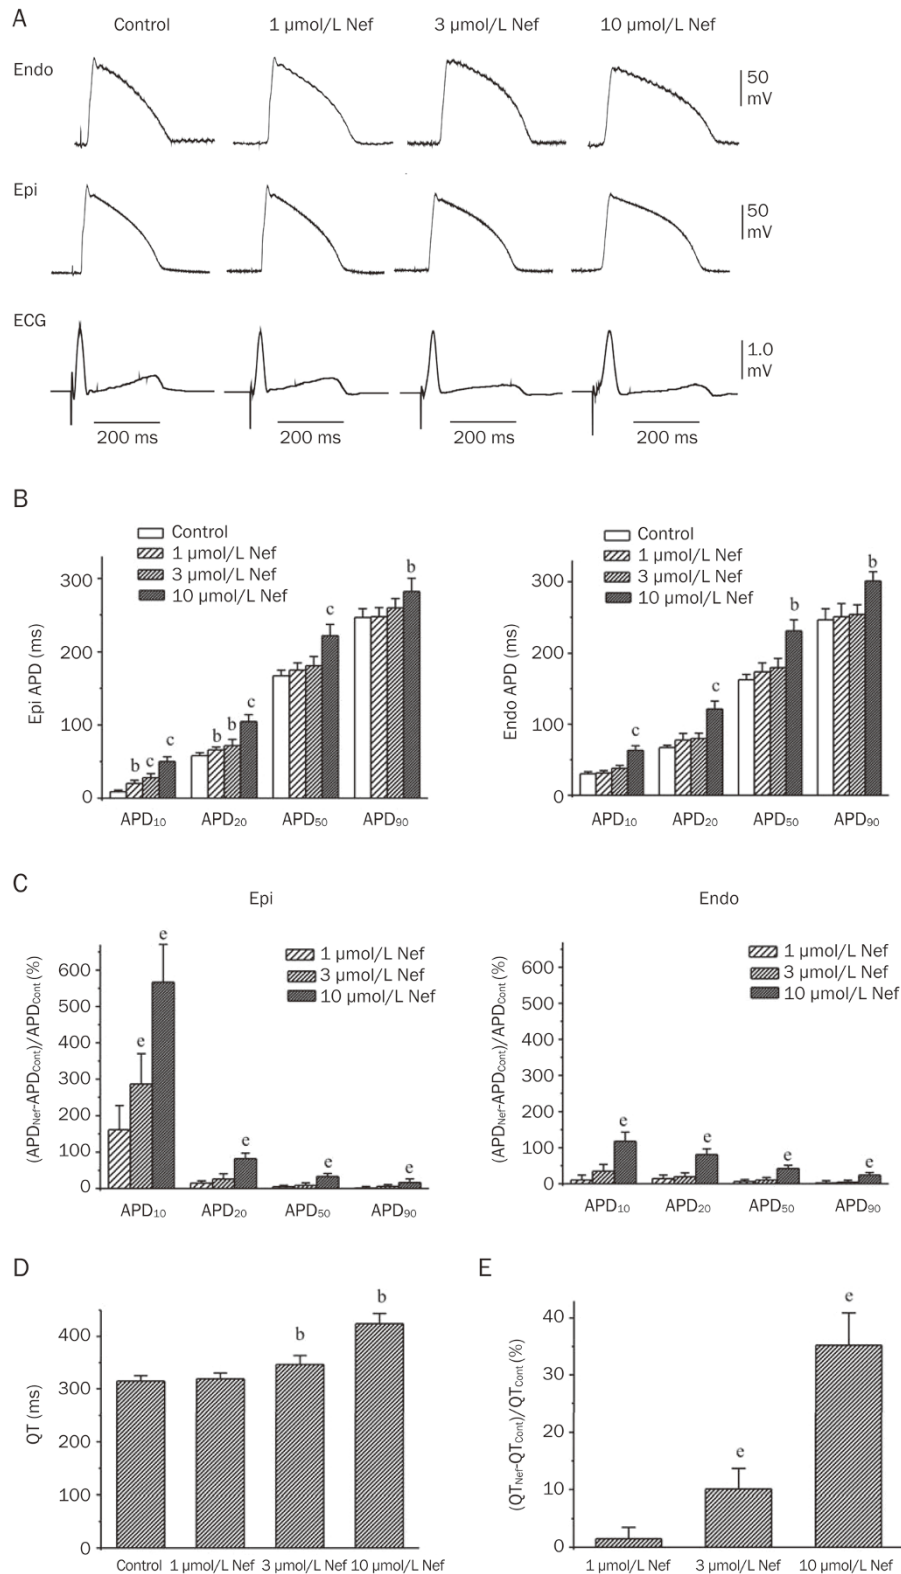 A
Control 1 µmol/L Nef 3 µmol/L Nef 10 µmol/L Nef
Endo
50
mV
Epi
50
mV
ECG
1.0
mV
200 ms 200 ms 200 ms 200 ms
B
Control
1 µmol/L Nef
3 µmol/L Nef
10 µmol/L Nef
Epi APD (ms)
300
200
100
0
b c c
b b c
c
b
APD10 APD20 APD50 APD90
Control
1 µmol/L Nef
3 µmol/L Nef
10 µmol/L Nef
Endo APD (ms)
300
200
100
0
c
c
b
b
APD10 APD20 APD50 APD90
C
Epi
1 µmol/L Nef
3 µmol/L Nef
10 µmol/L Nef
(APDNef-APDCont)/APDCont (%)
600
500
400
300
200
100
0
e e
e
e
e
APD10 APD20 APD50 APD90
Endo
1 µmol/L Nef
3 µmol/L Nef
10 µmol/L Nef
(APDNef-APDCont)/APDCont (%)
600
500
400
300
200
100
0
e
e
e
e
APD10 APD20 APD50 APD90
D
QT (ms)
400
300
200
100
0
b
b
Control 1 µmol/L Nef 3 µmol/L Nef 10 µmol/L Nef
E
(QTNef-QTCont)/QTCont (%)
40
30
20
10
0
e
e
1 µmol/L Nef 3 µmol/L Nef 10 µmol/L Nef